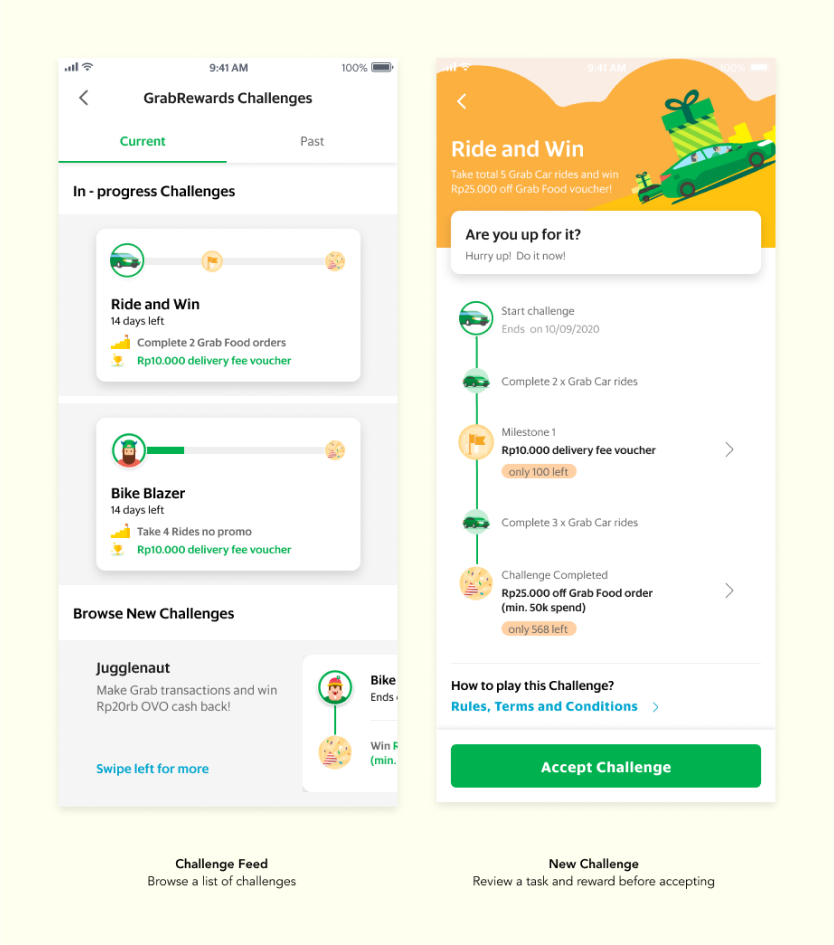 9:41 AM
100%
GrabRewards Challenges
Current
Past
In - progress Challenges
Ride and Win
14 days left
Complete 2 Grab Food orders
Rp10.000 delivery fee voucher
Bike Blazer
14 days left
Take 4 Rides no promo
Rp10.000 delivery fee voucher
Browse New Challenges
Jugglenaut
Make Grab transactions and win
Rp20rb OVO cash back!
Swipe left for more
Bike
Ends
Win
(min.
9:41 AM
100%
Ride and Win
Take total 5 Grab Car rides and win
Rp25.000 off Grab Food voucher!
Are you up for it?
Hurry up! Do it now!
Start challenge
Ends on 10/09/2020
Complete 2 x Grab Car rides
Milestone 1
Rp10.000 delivery fee voucher
only 100 left
Complete 3 x Grab Car rides
Challenge Completed
Rp25.000 off Grab Food order
(min. 50k spend)
only 568 left
How to play this Challenge?
Rules, Terms and Conditions
Accept Challenge
Challenge Feed
Browse a list of challenges
New Challenge
Review a task and reward before accepting